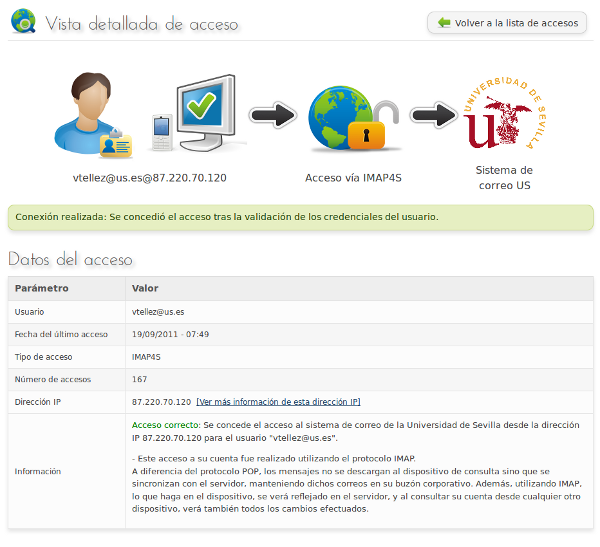 Vista detallada de acceso
Volver a la lista de accesos
UNIVERSIDAD DE SEVILLA
us
vtellez@us.es@87.220.70.120
Acceso vía IMAP4S
Sistema de
correo US
Conexión realizada: Se concedió el acceso tras la validación de los credenciales del usuario.
Datos del acceso
Parámetro Valor
Usuario vtellez@us.es
Fecha del último acceso 19/09/2011 - 07:49
Tipo de acceso IMAP4S
Número de accesos 167
Dirección IP 87.220.70.120 [Ver más información de esta dirección IP]
Información
Acceso correcto: Se concede el acceso al sistema de correo de la Universidad de Sevilla desde la dirección
IP 87.220.70.120 para el usuario "vtellez@us.es".
- Este acceso a su cuenta fue realizado utilizando el protocolo IMAP.
A diferencia del protocolo POP, los mensajes no se descargan al dispositivo de consulta sino que se
sincronizan con el servidor, manteniendo dichos correos en su buzón corporativo. Además, utilizando IMAP,
lo que haga en el dispositivo, se verá reflejado en el servidor, y al consultar su cuenta desde cualquier otro
dispositivo, verá también todos los cambios efectuados.